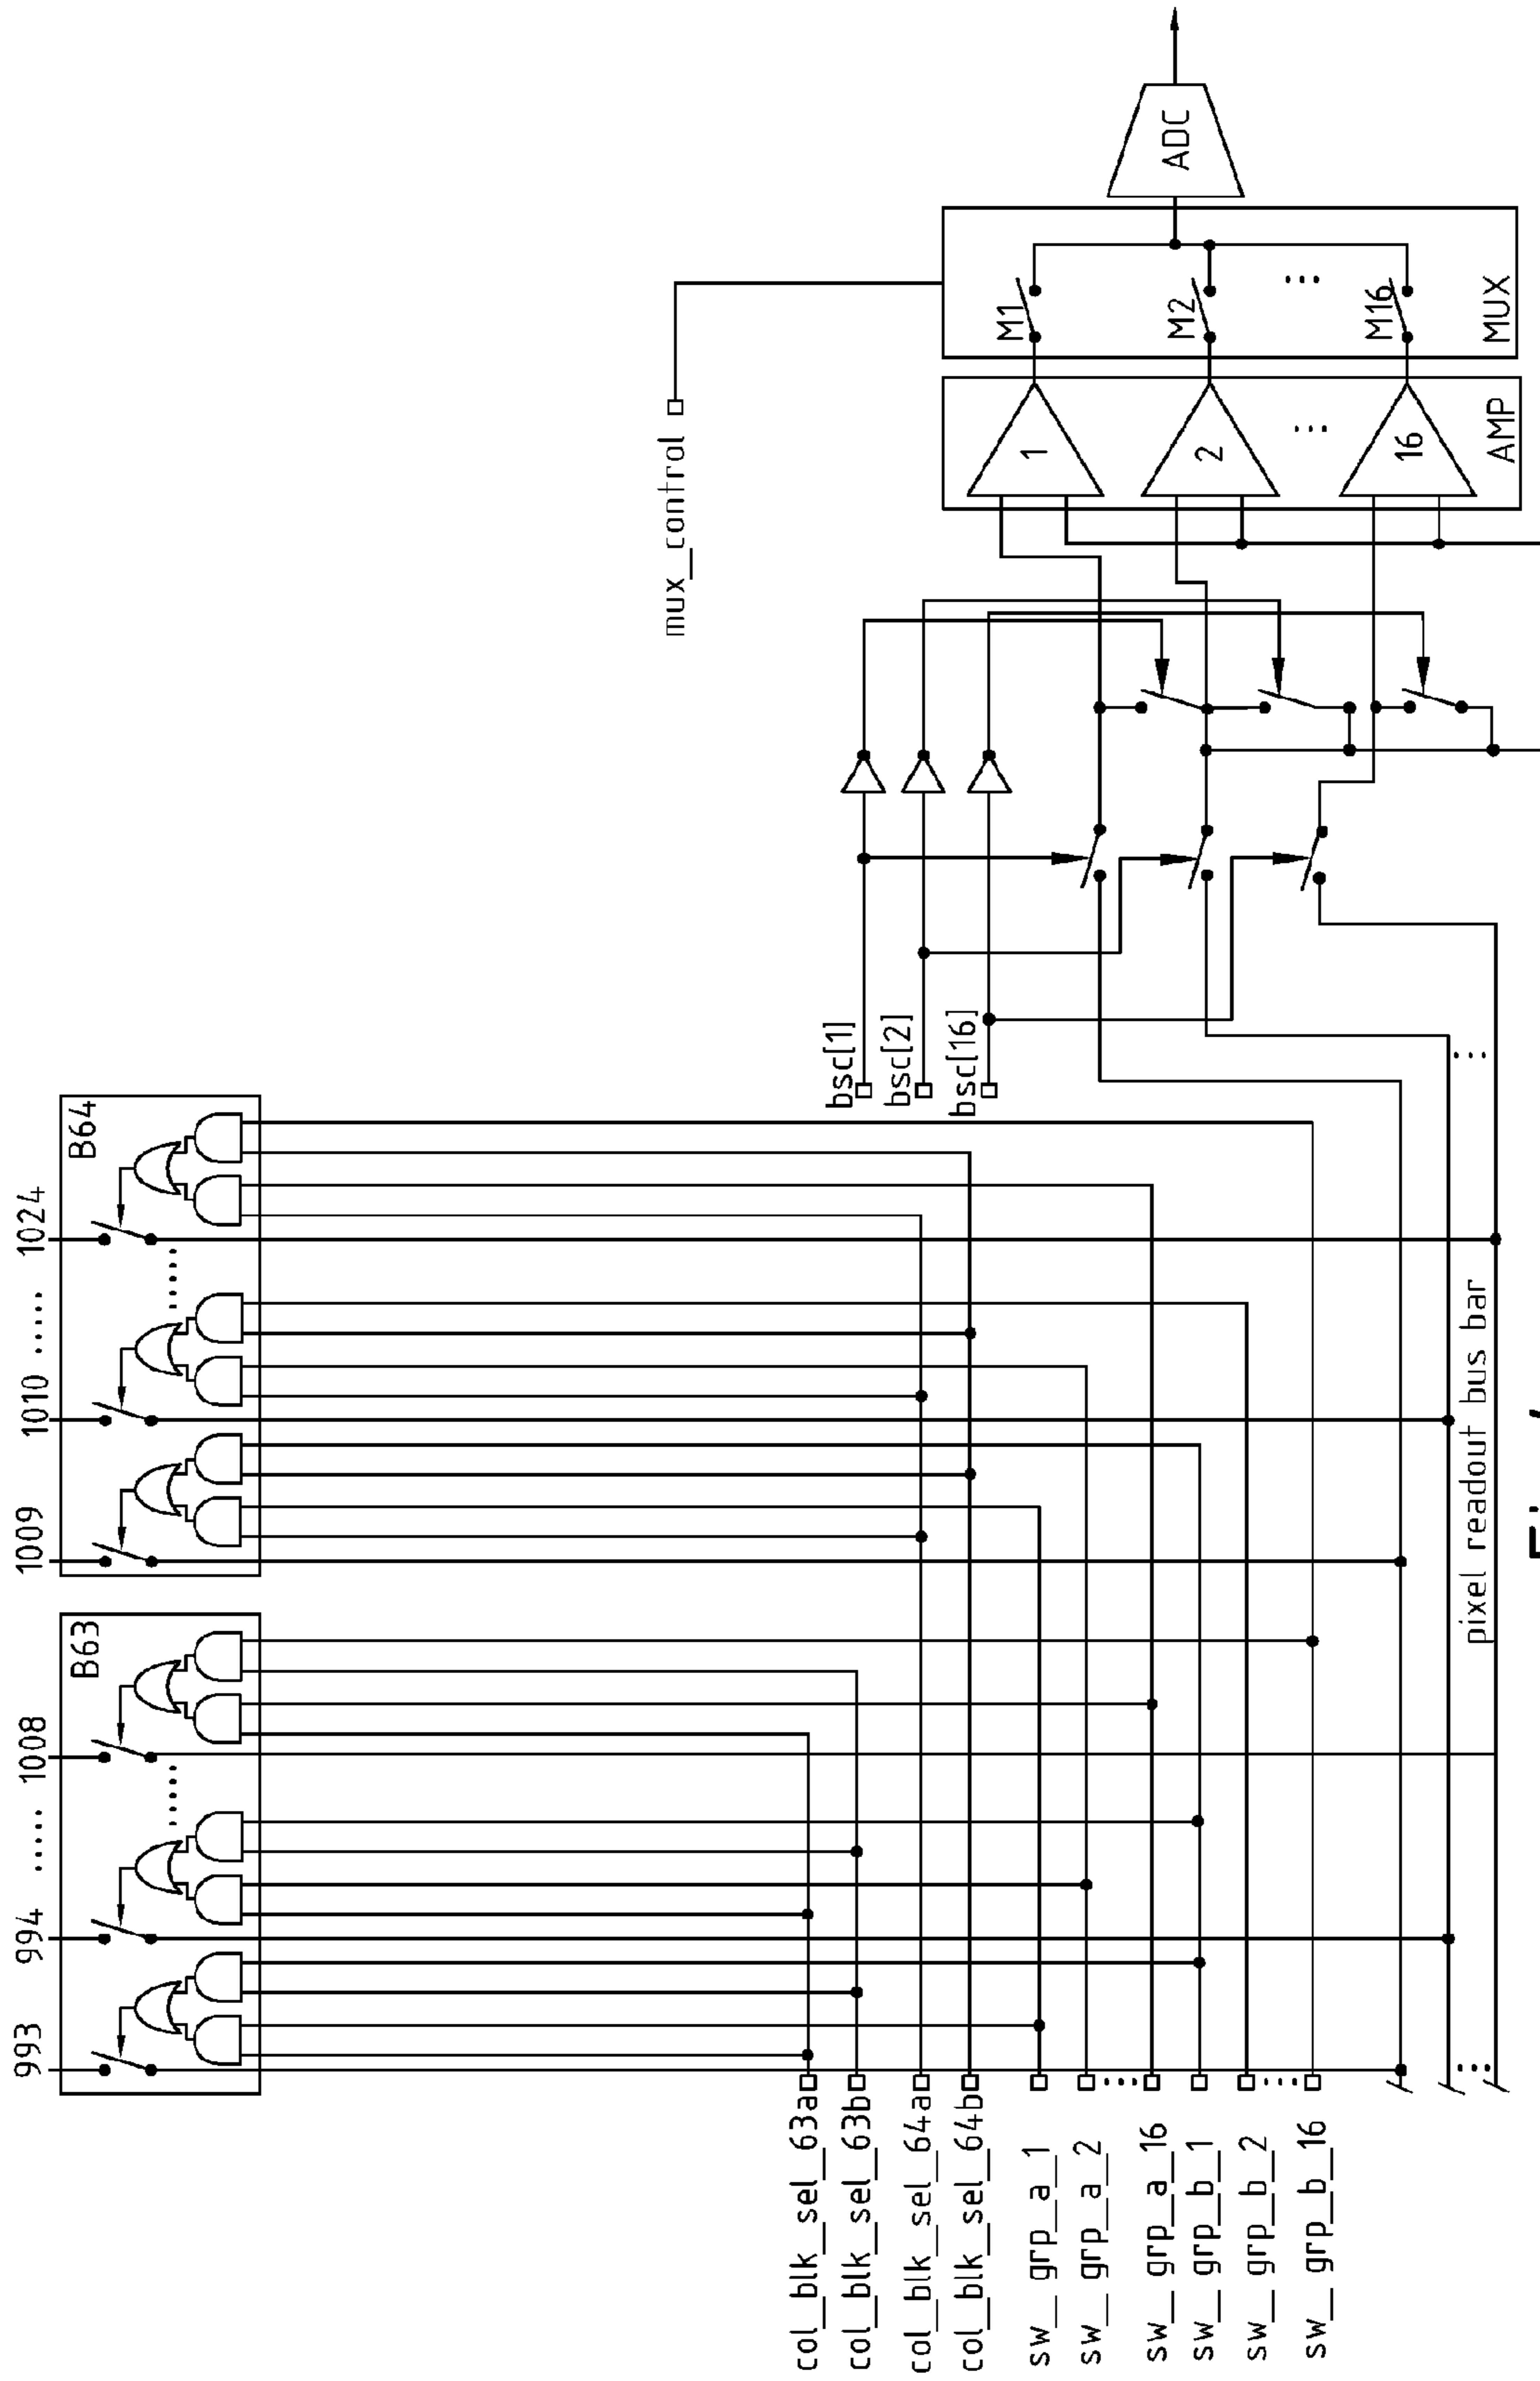 993 994 ..... 1008 1009 1010 ..... 1024
B63
B64
col_blk_sel_63a
col_blk_sel_63b
col_blk_sel_64a
col_blk_sel_64b
sw_grp_a_1
sw_grp_a_2
sw_grp_a_16
sw_grp_b_1
sw_grp_b_2
sw_grp_b_16
pixel readout bus bar
bsc[1]
bsc[2]
bsc[16]
mux_control
1
2
16
AMP
M1
M2
M16
MUX
ADC